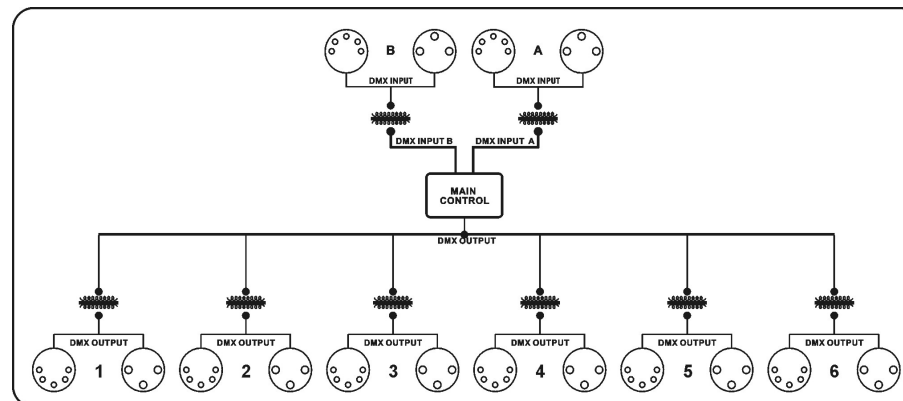 B
A
DMX INPUT
DMX INPUT
DMX INPUT B
DMX INPUT A
MAIN
CONTROL
DMX OUTPUT
DMX OUTPUT
DMX OUTPUT
DMX OUTPUT
DMX OUTPUT
DMX OUTPUT
DMX OUTPUT
1
2
3
4
5
6